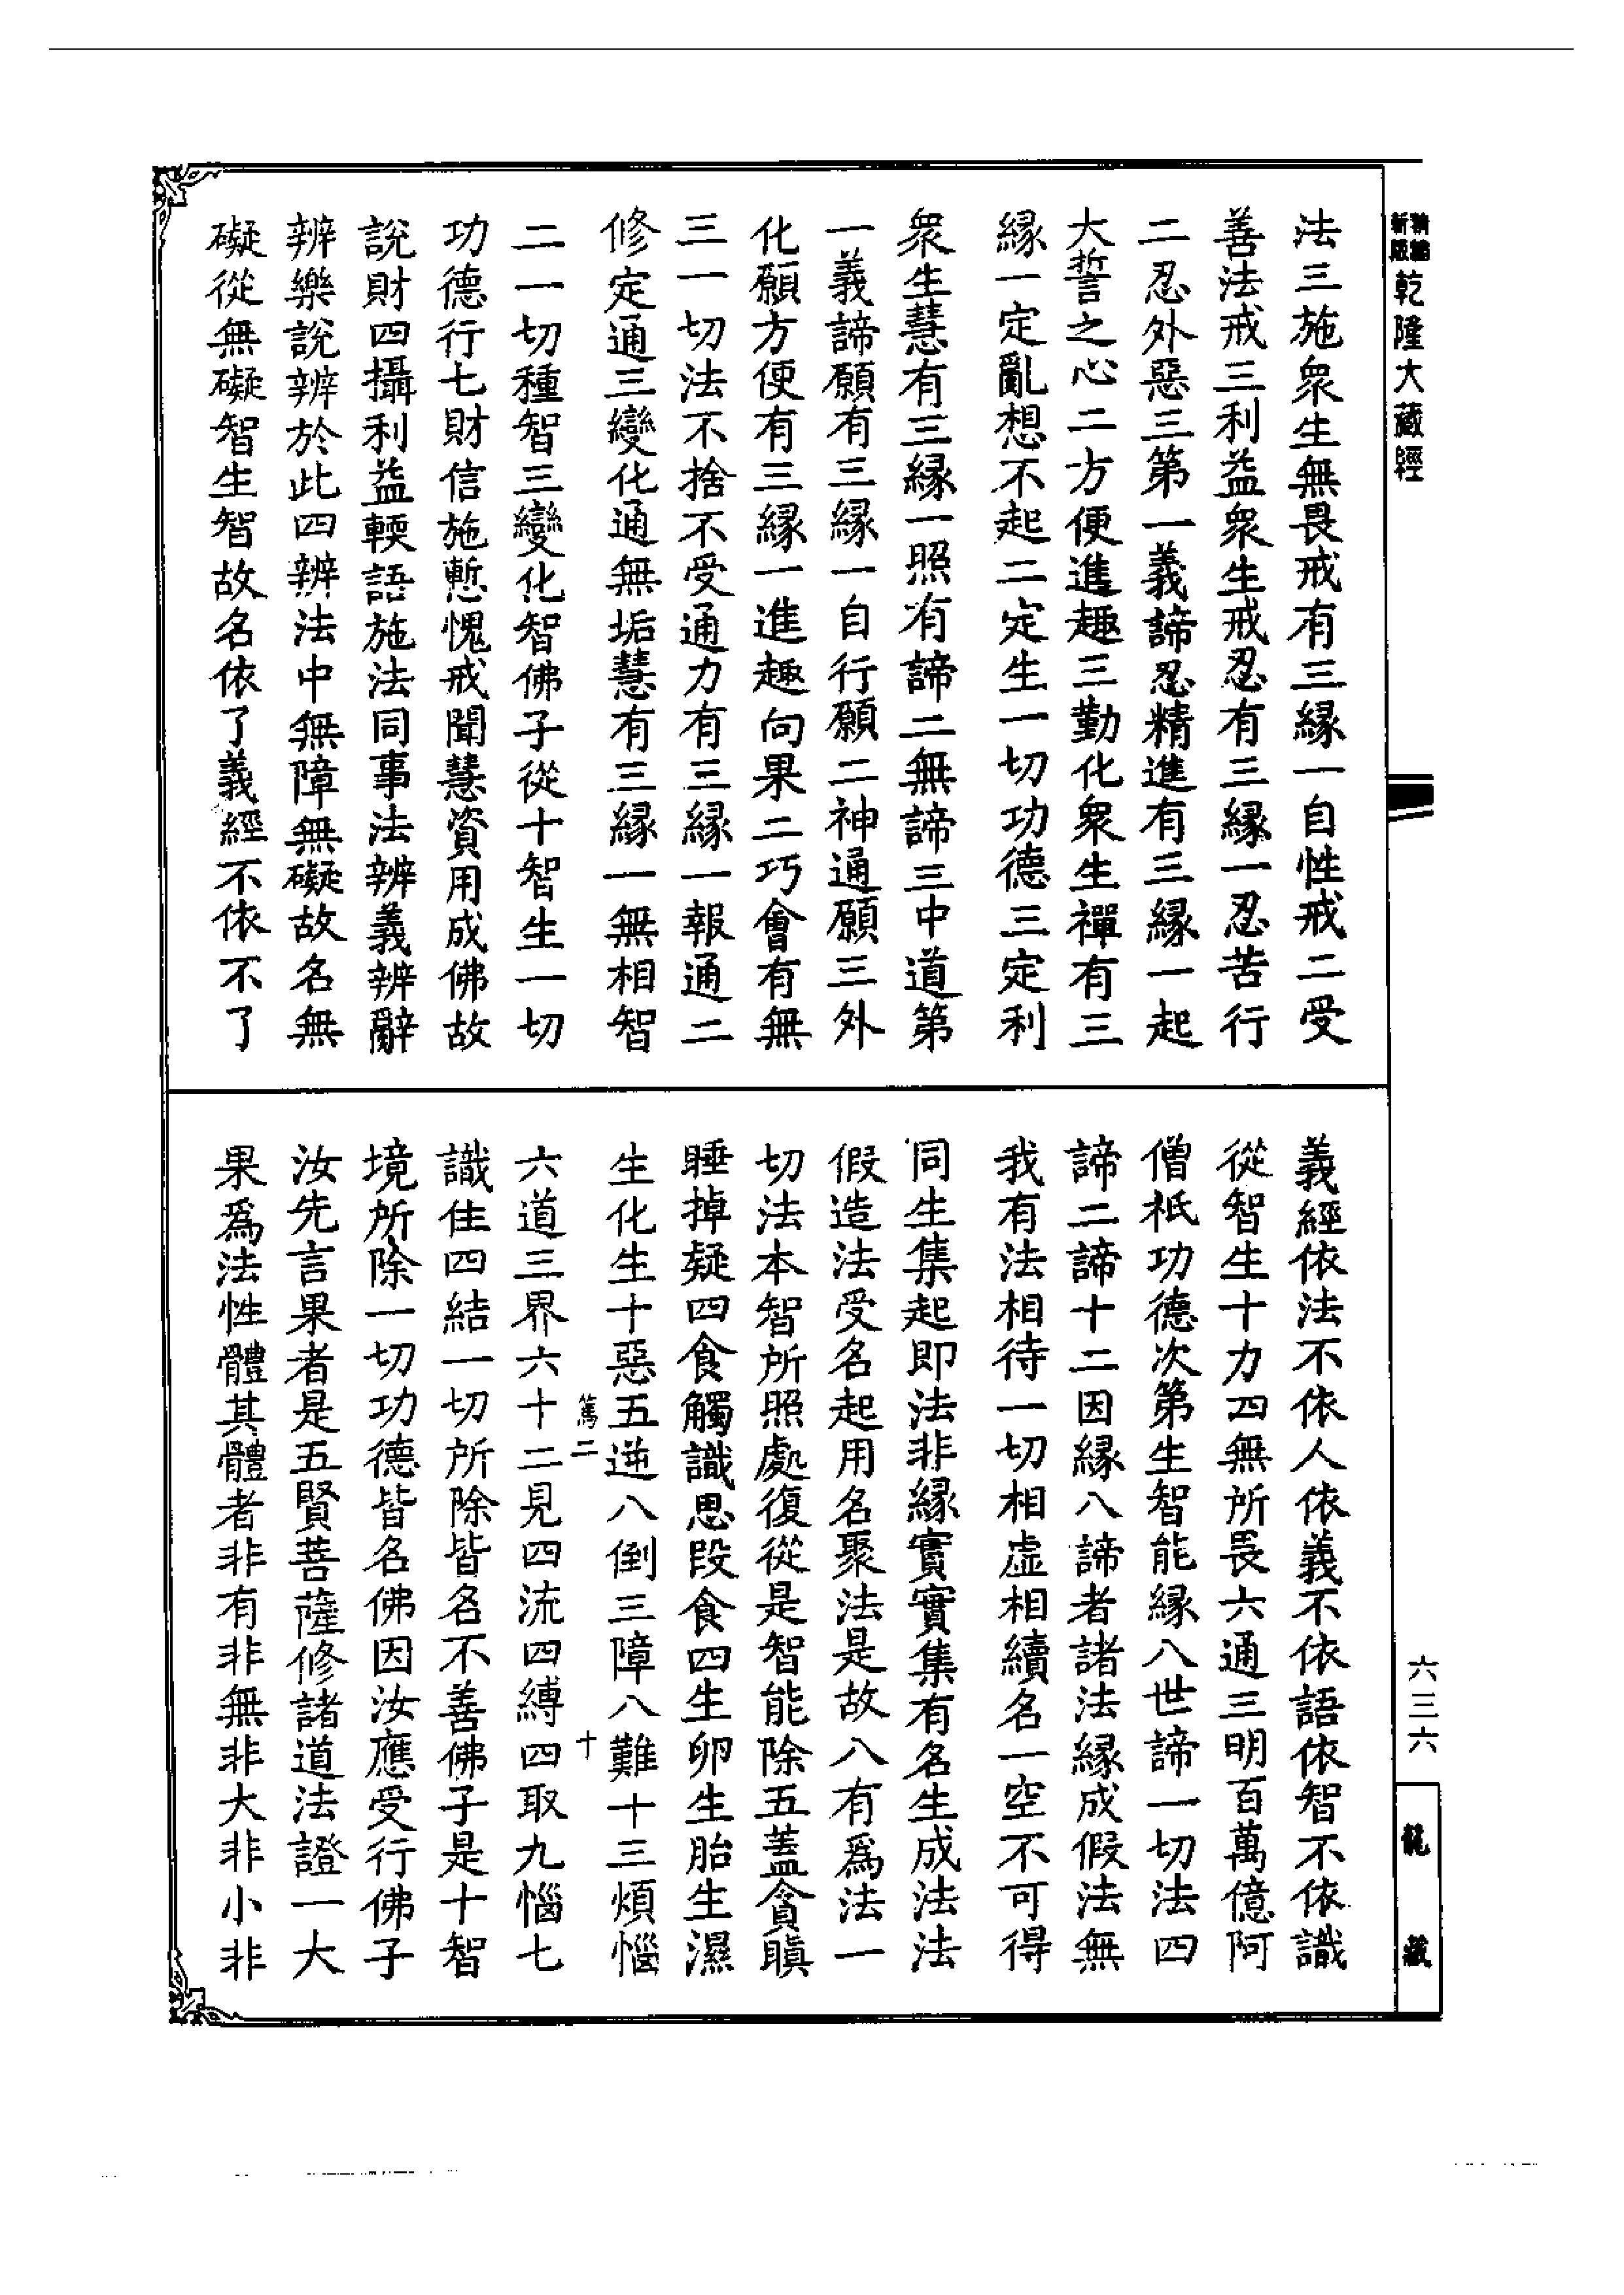 精縮新版乾隆大藏經
法三施眾生無畏戒有三緣一自性戒二受
善法戒三利益眾生戒忍有三緣一忍苦行
二忍外惡三第一義諦忍精進有三緣一起
大誓之心二方便進趣三勤化眾生禪有三
緣一定亂想不起二定生一切功德三定利
眾生慧有三緣一照有諦二無諦三中道第
一義諦願有三緣一自行願二神通願三外
化願方便有三緣一進趣向果二巧會有無
三一切法不捨不受通力有三緣一報通二
修定通三變化通無垢慧有三緣一無相智
二一切種智三變化智佛子從十智生一切
功德行七財信施慙愧戒聞慧資用成佛故
說財四攝利益輭語施法同事法辨義辨辭
辨樂說辨於此四辨法中無障無礙故名無
礙從無礙智生智故名依了義經不依不了
義經依法不依人依義不依語依智不依識
從智生十力四無所畏六通三明百萬億阿
僧祇功德次第生智能緣八世諦一切法四
諦二諦十二因緣八諦者諸法緣成假法無
我有法相待一切相虛相續名一空不可得
同生集起即法非緣實實集有名生成法法
假造法受名起用名聚法是故八有為法一
切法本智所照處復從是智能除五蓋貪瞋
睡掉疑四食觸識思段食四生卵生胎生濕
生化生十惡五逆八倒三障八難十三煩惱
篤二 十
六道三界六十二見四流四縛四取九惱七
識住四結一切所除皆名不善佛子是十智
境所除一切功德皆名佛因汝應受行佛子
汝先言果者是五賢菩薩修諸道法證一大
果為法性體其體者非有非無非大非小非
六三六
龍藏